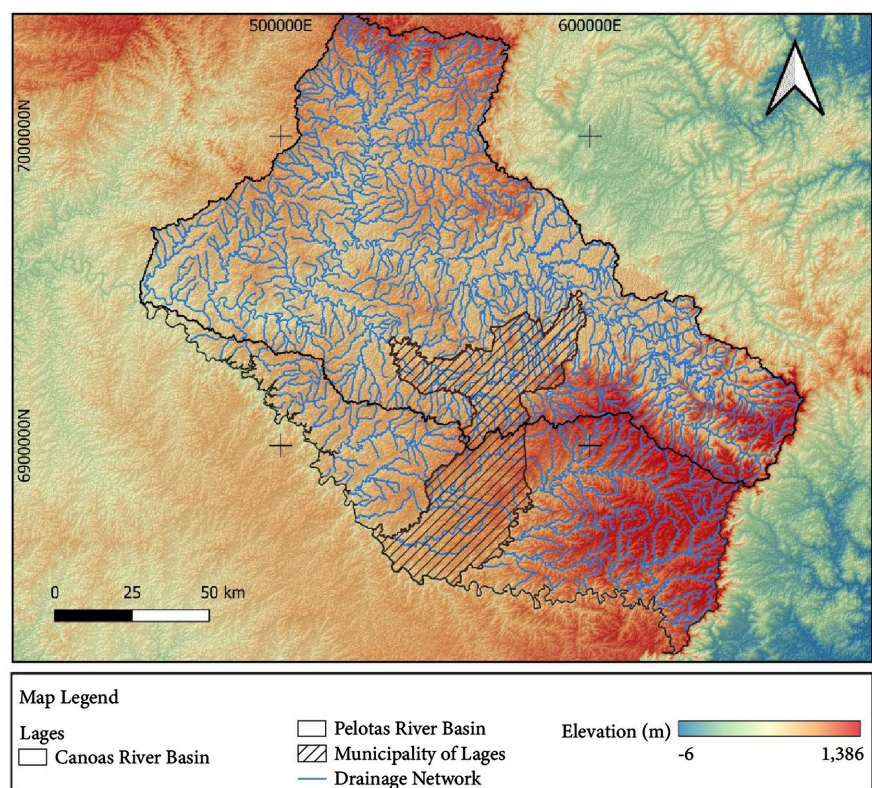 500000E
600000E
7000000N
6900000N
0 25 50 km
Map Legend
Lages
Canoas River Basin
Pelotas River Basin
Municipality of Lages
Drainage Network
Elevation (m)
-6 1,386